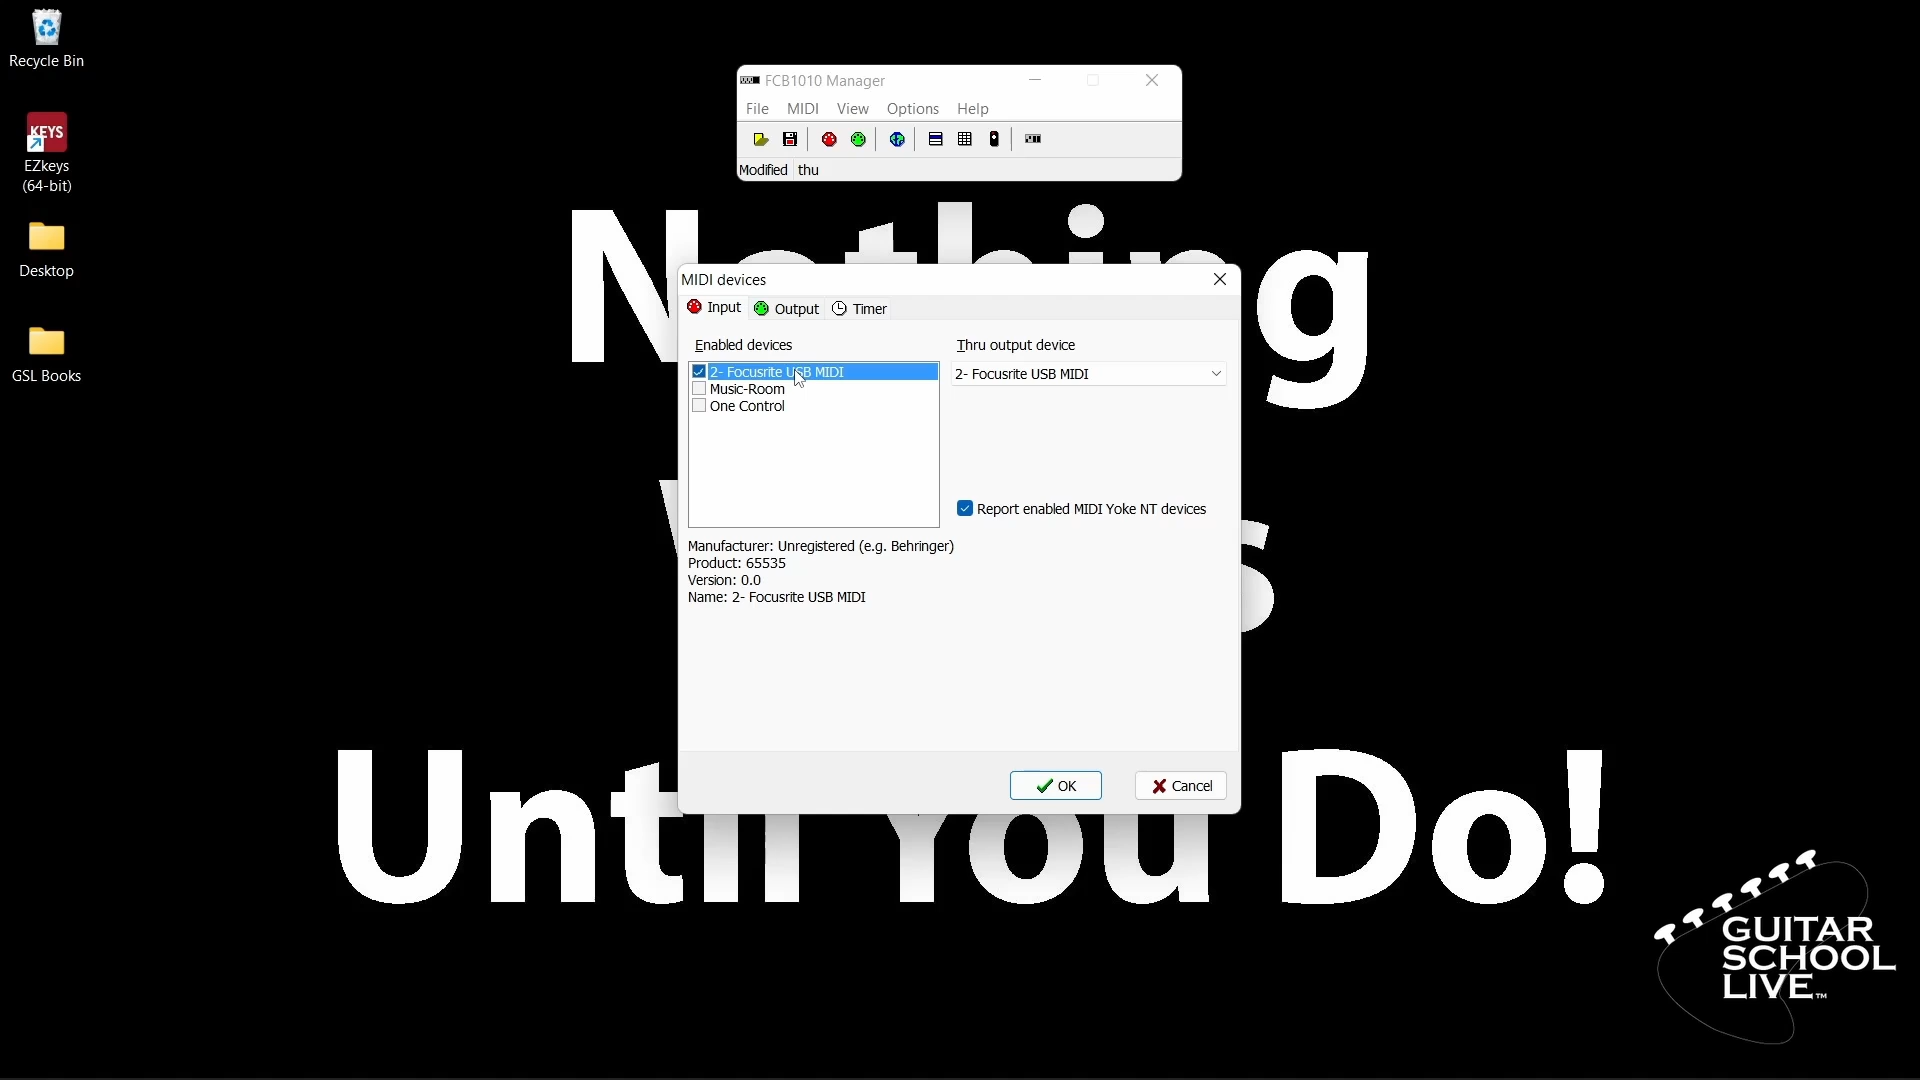 Recycle Bin
KEYS
EZkeys
(64-bit)
Desktop
GSL Books
FCB1010 Manager
File MIDI View Options Help
Modified thu
MIDI devices
Input Output Timer
Enabled devices
Thru output device
2- Focusrite USB MIDI
Music-Room
One Control
2- Focusrite USB MIDI
Report enabled MIDI Yoke NT devices
Manufacturer: Unregistered (e.g. Behringer)
Product: 65535
Version: 0.0
Name: 2- Focusrite USB MIDI
OK Cancel
Nothing
Until You Do!
GUITAR
SCHOOL
LIVE™